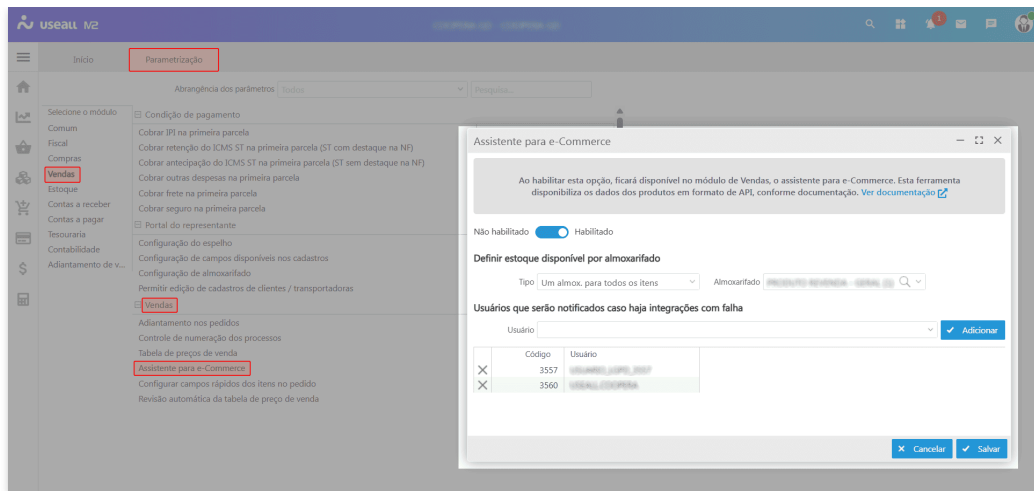 useall M2
1
Início
Parametrização
Abrangência dos parâmetros Todos
Pesquisa...
Selecione o módulo
Comum
Fiscal
Compras
Vendas
Estoque
Contas a receber
Contas a pagar
Tesouraria
Contabilidade
Adiantamento de v...
Condição de pagamento
Cobrar IPI na primeira parcela
Cobrar retenção do ICMS ST na primeira parcela (ST com destaque na NF)
Cobrar antecipação do ICMS ST na primeira parcela (ST sem destaque na NF)
Cobrar outras despesas na primeira parcela
Cobrar frete na primeira parcela
Cobrar seguro na primeira parcela
Portal do representante
Configuração do espelho
Configuração de campos disponíveis nos cadastros
Configuração de almoxarifado
Permitir edição de cadastros de clientes / transportadoras
Vendas
Adiantamento nos pedidos
Controle de numeração dos processos
Tabela de preços de venda
Assistente para e-Commerce
Configurar campos rápidos dos itens no pedido
Revisão automática da tabela de preço de venda
Assistente para e-Commerce
Ao habilitar esta opção, ficará disponível no módulo de Vendas, o assistente para e-Commerce. Esta ferramenta
disponibiliza os dados dos produtos em formato de API, conforme documentação. Ver documentação
Não habilitado Habilitado
Definir estoque disponível por almoxarifado
Tipo Um almox. para todos os itens Almoxarifado
Usuários que serão notificados caso haja integrações com falha
Usuário Adicionar
Código Usuário
3557
3560
Cancelar Salvar